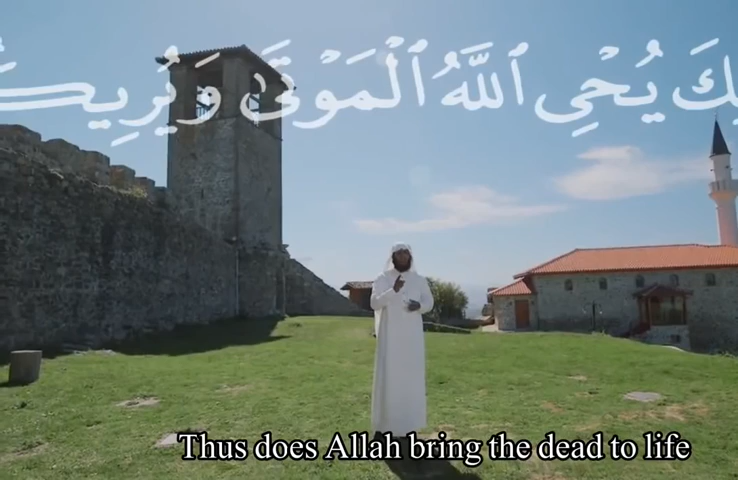 لِكَ يُحْىِ ٱللَّهُ ٱلْمَوْتَىٰ وَيُرِيكُ
Thus does Allah bring the dead to life